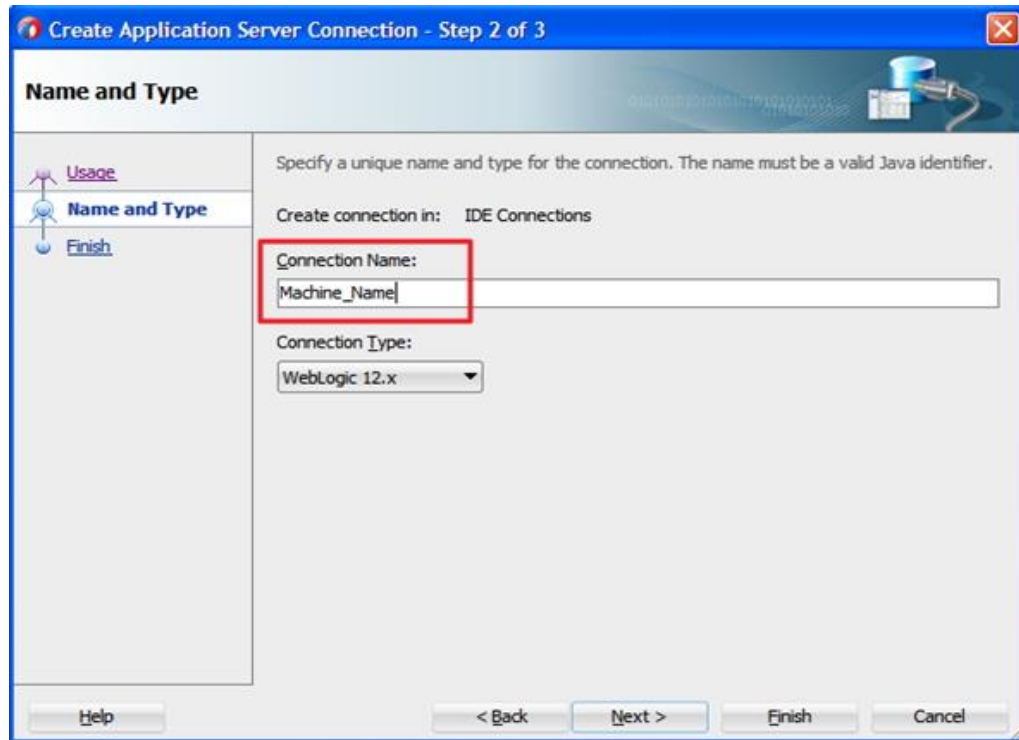 Create Application Server Connection - Step 2 of 3
Name and Type
Usage
Name and Type
Finish
Specify a unique name and type for the connection. The name must be a valid Java identifier.
Create connection in: IDE Connections
Connection Name:
Machine_Name
Connection Type:
WebLogic 12.x
Help
< Back
Next >
Finish
Cancel